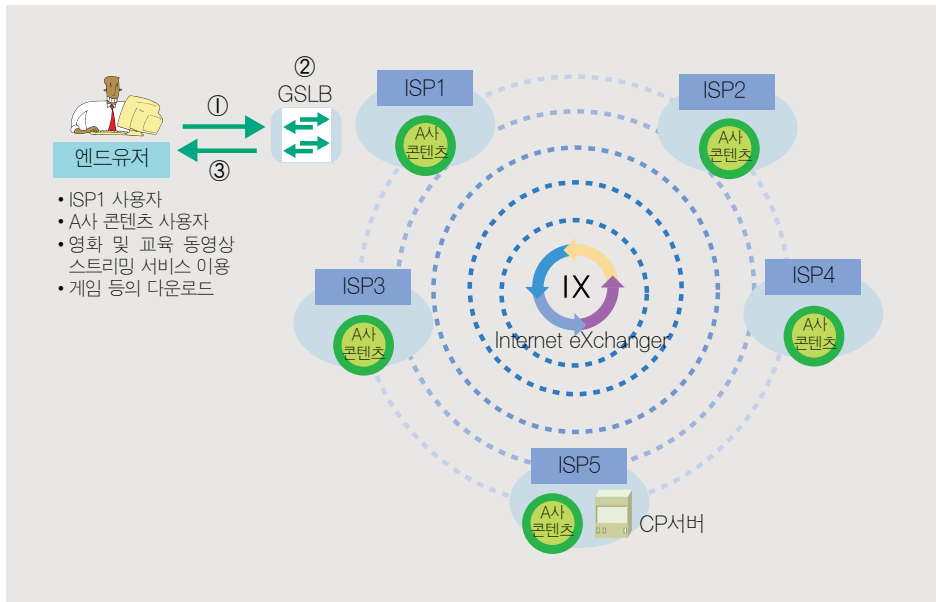 ①
②
GSLB
③
엔드유저
• ISP1 사용자
• A사 콘텐츠 사용자
• 영화 및 교육 동영상
스트리밍 서비스 이용
• 게임 등의 다운로드
ISP1
A사
콘텐츠
ISP2
A사
콘텐츠
ISP3
A사
콘텐츠
IX
Internet eXchanger
ISP4
A사
콘텐츠
ISP5
A사
콘텐츠
CP서버